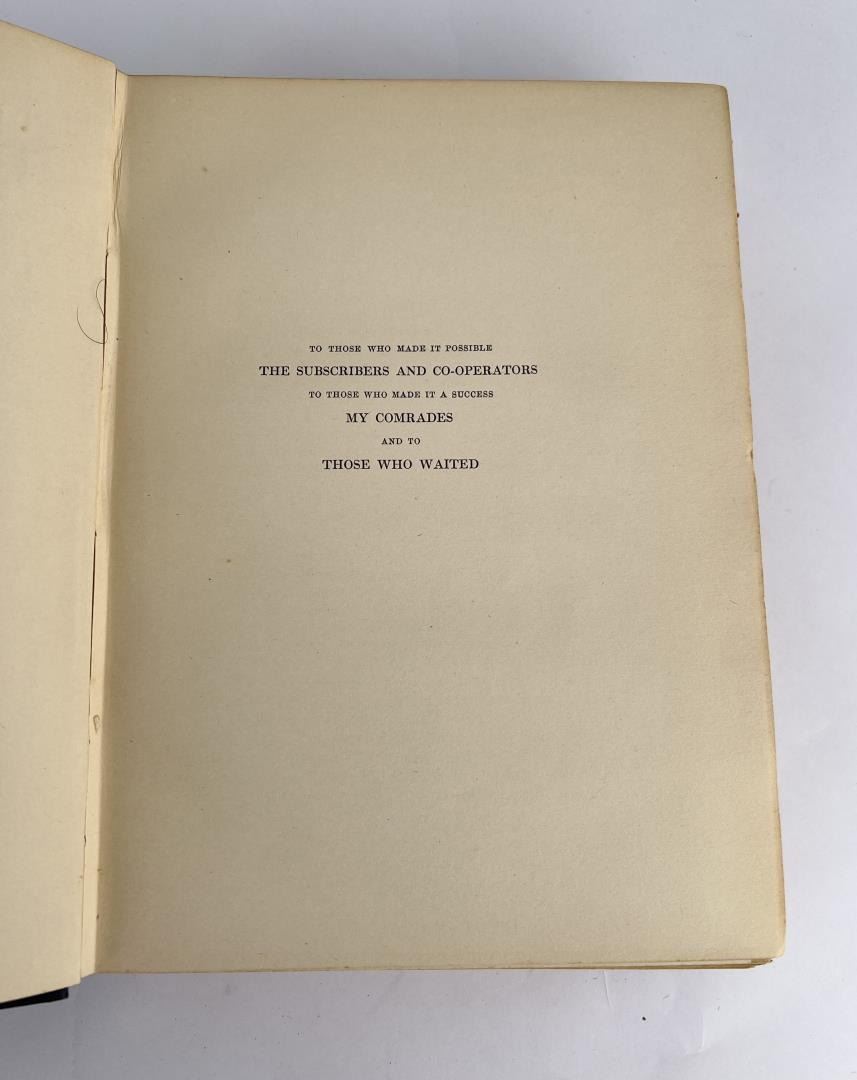 TO THOSE WHO MADE IT POSSIBLE
THE SUBSCRIBERS AND CO-OPERATORS
TO THOSE WHO MADE IT A SUCCESS
MY COMRADES
AND TO
THOSE WHO WAITED